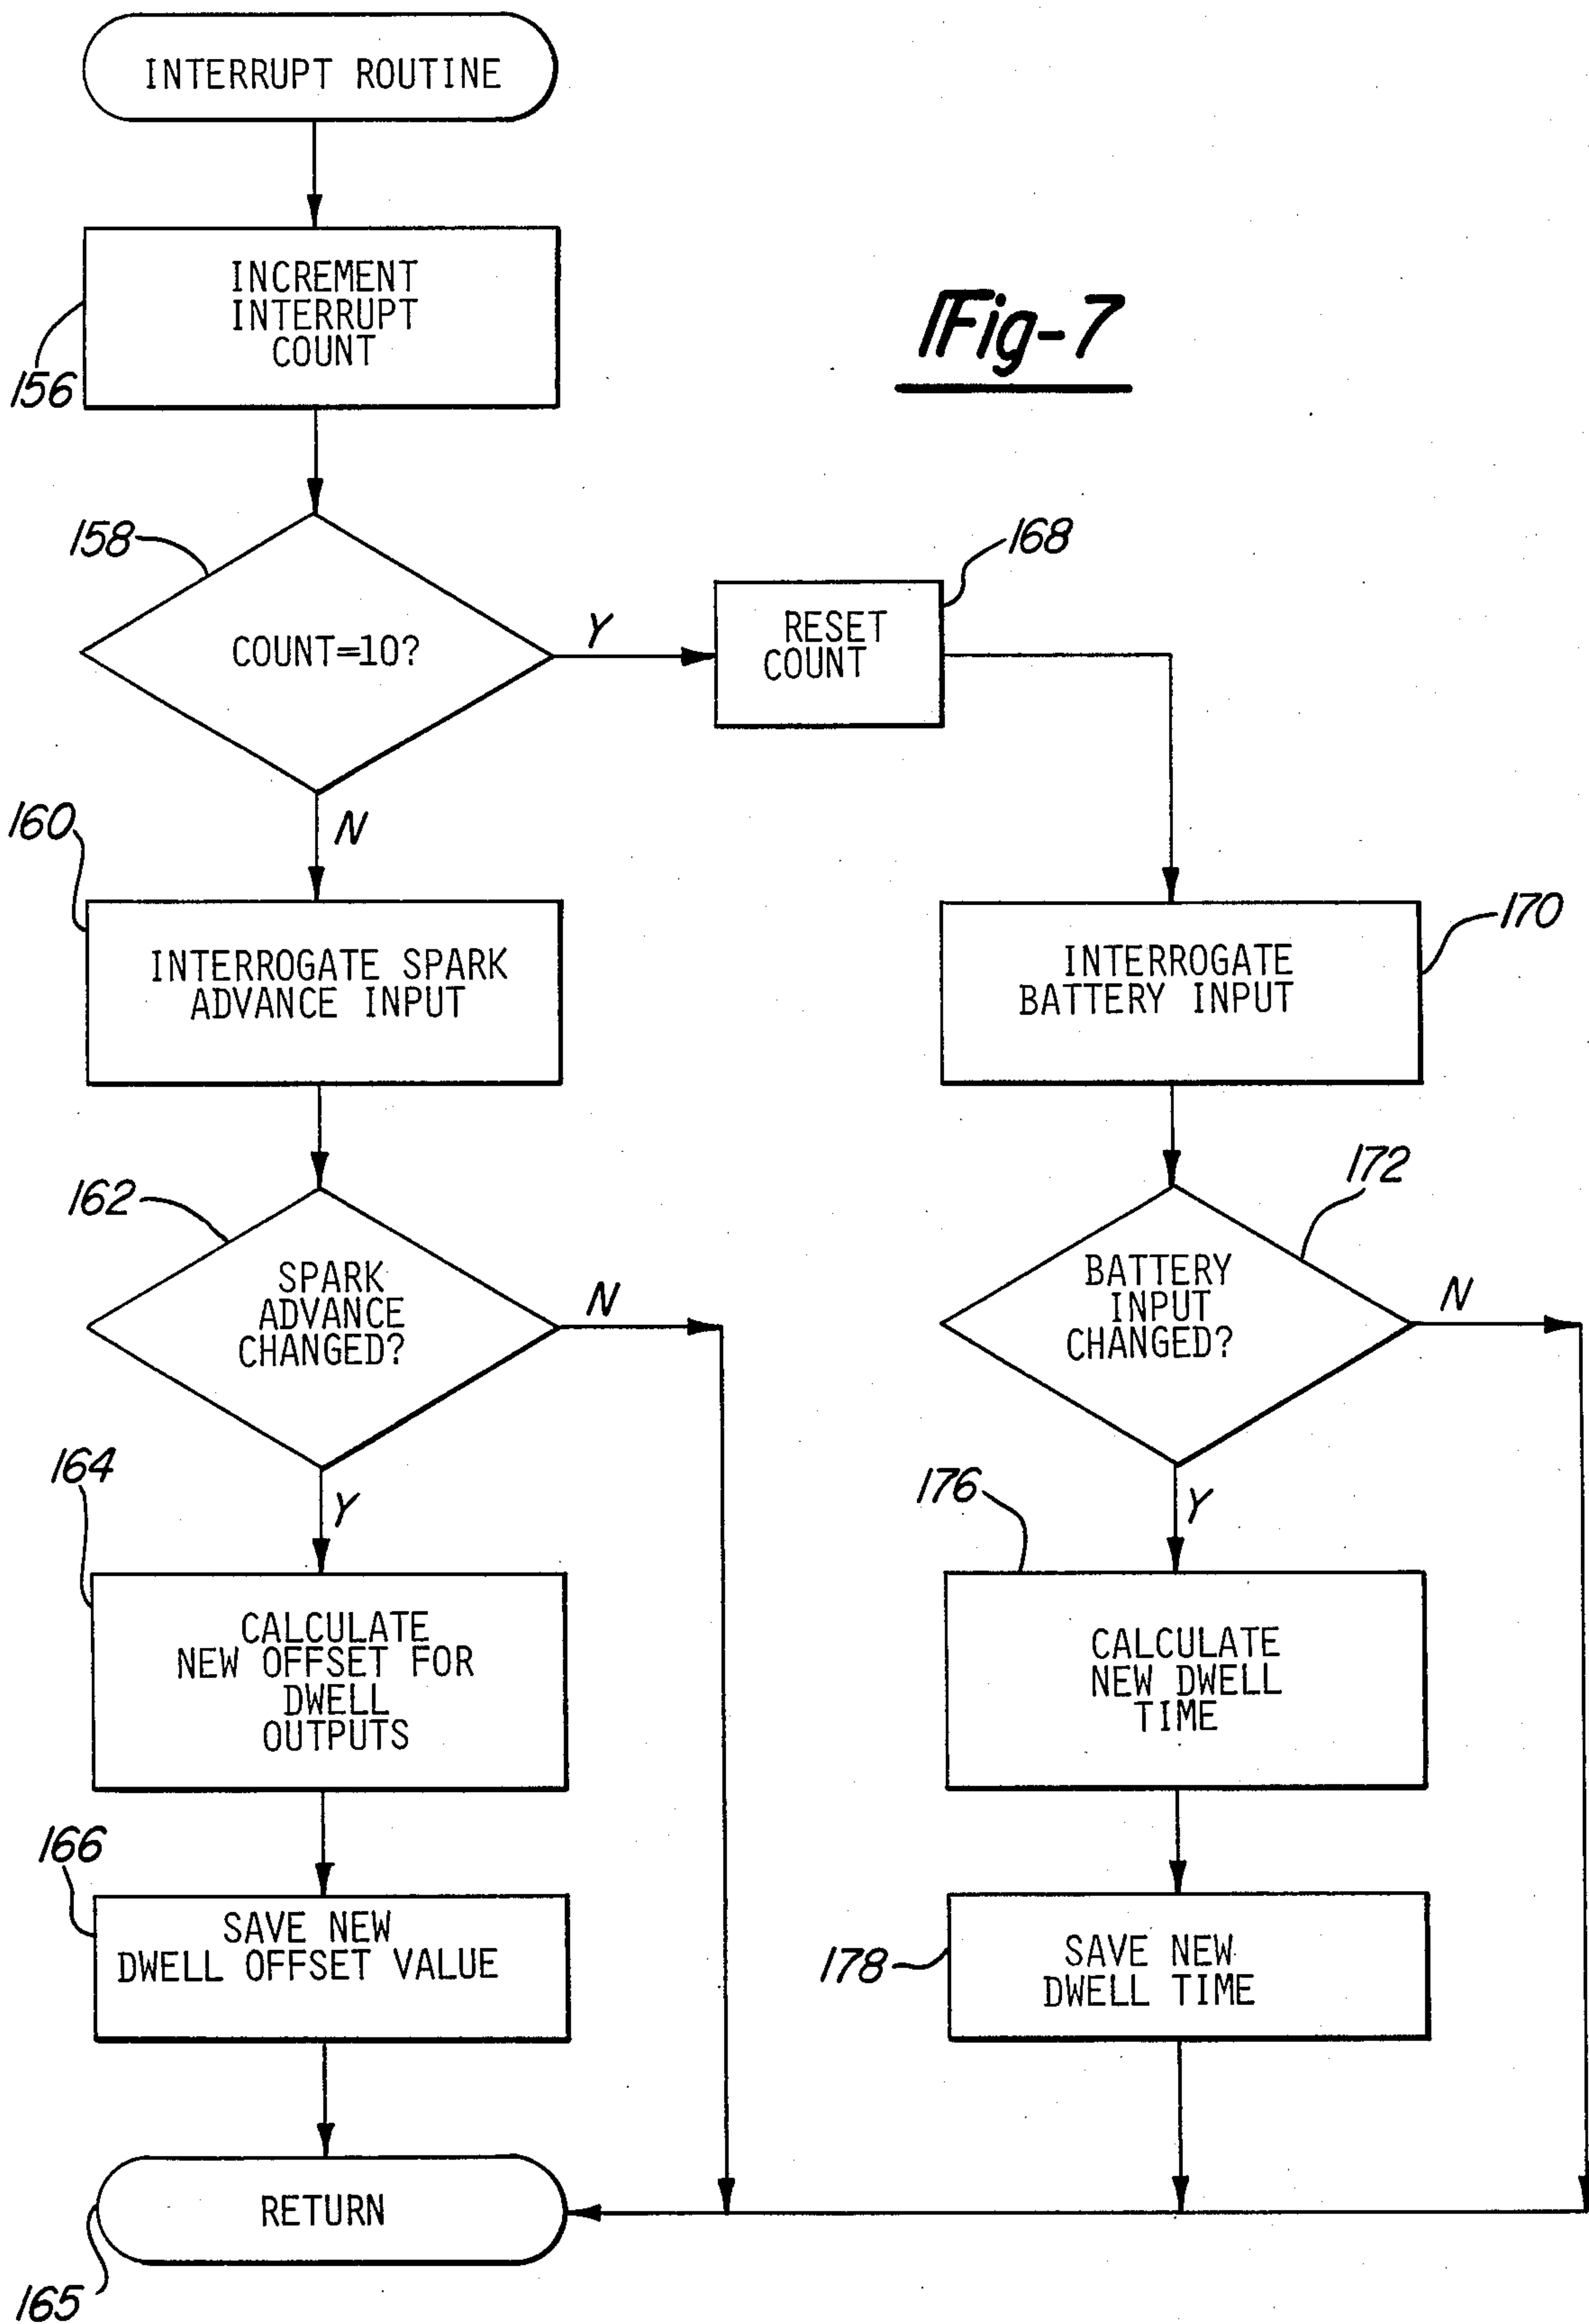 INTERRUPT ROUTINE
INCREMENT
INTERRUPT
COUNT
156
Fig-7
158
COUNT=10?
Y
RESET
COUNT
168
N
160
INTERROGATE SPARK
ADVANCE INPUT
INTERROGATE
BATTERY INPUT
170
162
SPARK
ADVANCE
CHANGED?
N
172
BATTERY
INPUT
CHANGED?
N
Y
164
CALCULATE
NEW OFFSET FOR
DWELL
OUTPUTS
Y
176
CALCULATE
NEW DWELL
TIME
166
SAVE NEW
DWELL OFFSET VALUE
178
SAVE NEW
DWELL TIME
RETURN
165